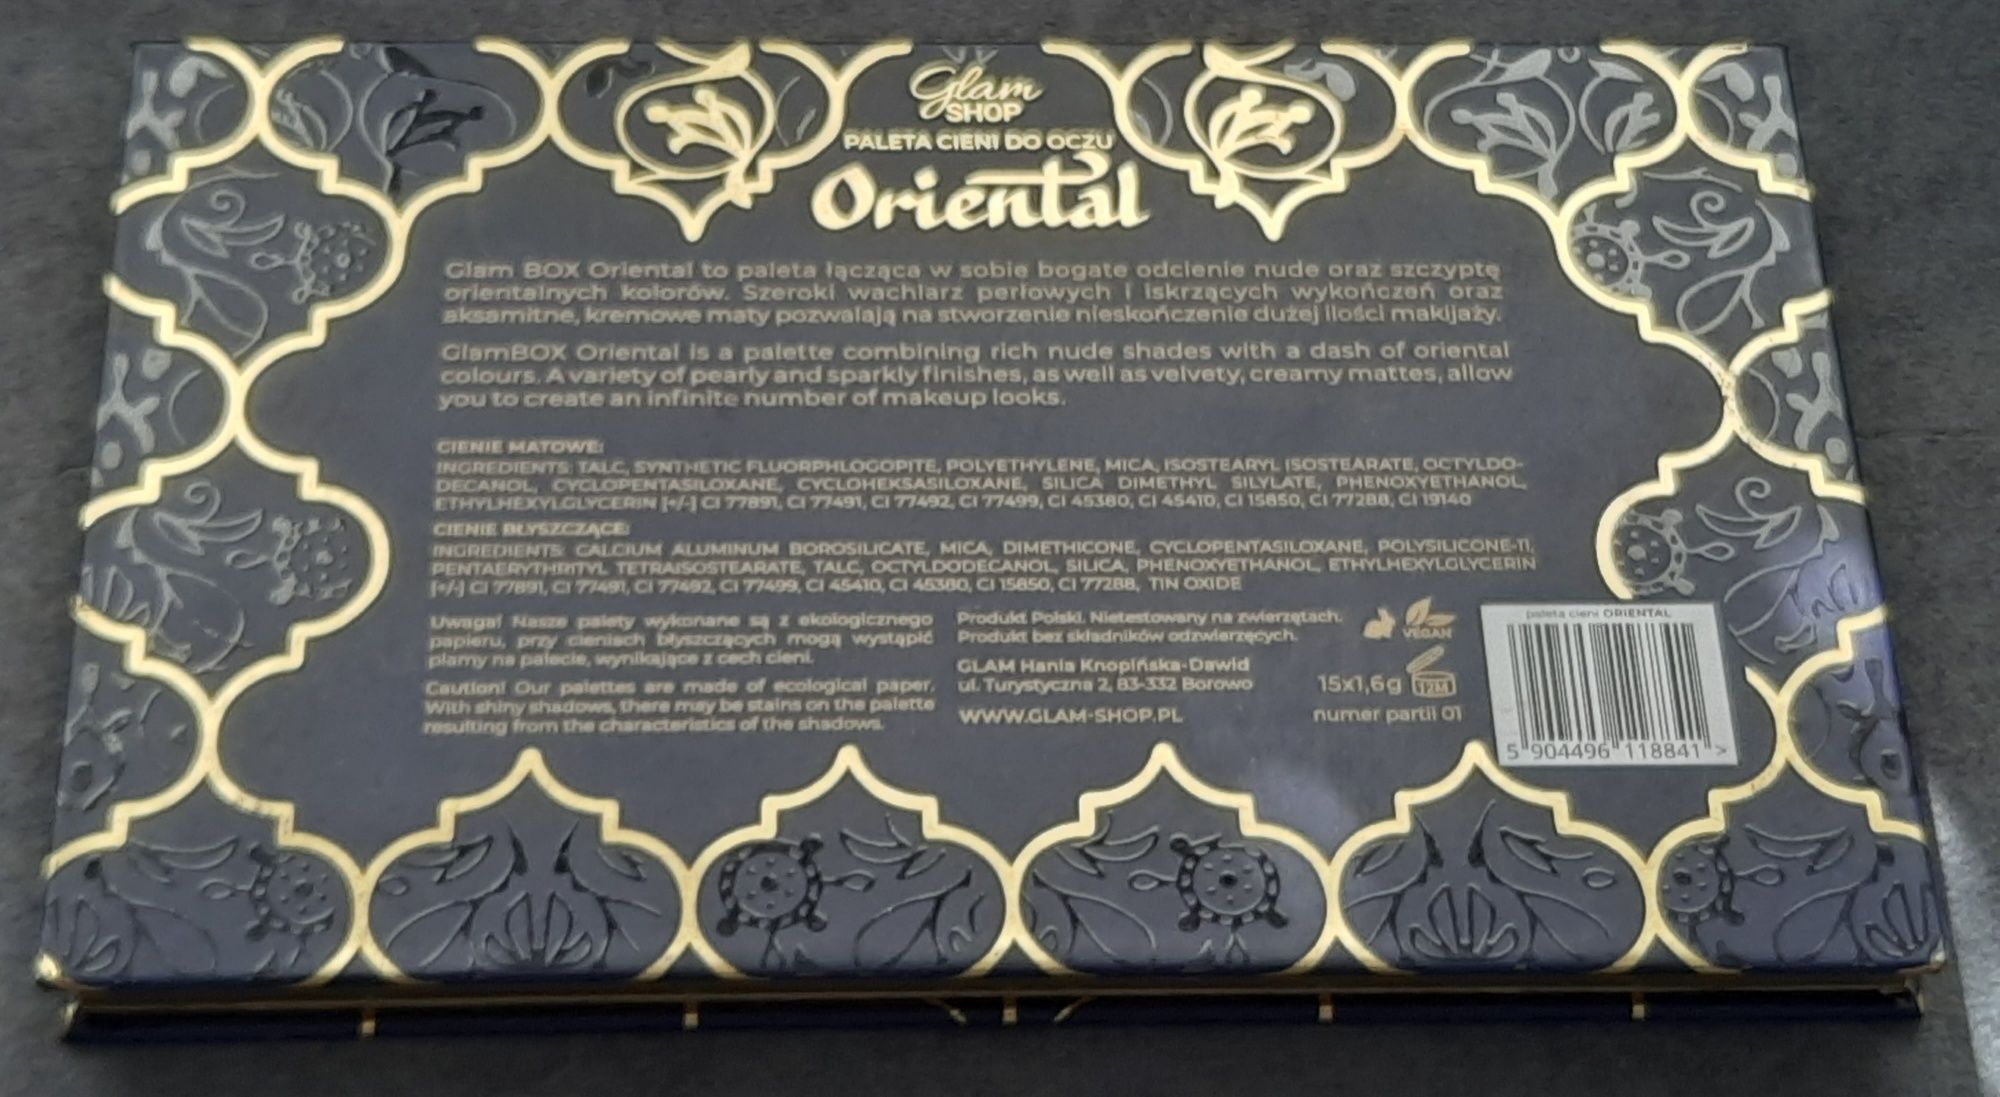 Glam
SHOP
PALETA CIENI DO OCZU
Oriental
Glam BOX Oriental to paleta łącząca w sobie bogate odcienie nude oraz szczyptę
orientalnych kolorów. Szeroki wachlarz perłowych i iskrzących wykończeń oraz
aksamitne, kremowe maty pozwalają na stworzenie nieskończenie dużej ilości makijaży.
GlamBOX Oriental is a palette combining rich nude shades with a dash of oriental
colours. A variety of pearly and sparkly finishes, as well as velvety, creamy mattes, allow
you to create an infinite number of makeup looks.
CIENIE MATOWE:
INGREDIENTS: TALC, SYNTHETIC FLUORPHLOGOPITE, POLYETHYLENE, MICA, ISOSTEARYL ISOSTEARATE, OCTYLDO-
DECANOL, CYCLOPENTASILOXANE, CYCLOHEKSASILOXANE, SILICA DIMETHYL SILYLATE, PHENOXYETHANOL,
ETHYLHEXYLGLYCERIN [+/-] CI 77891, CI 77491, CI 77492, CI 77499, CI 45380, CI 45410, CI 15850, CI 77288, CI 19140
CIENIE BŁYSZCZĄCE:
INGREDIENTS: CALCIUM ALUMINUM BOROSILICATE, MICA, DIMETHICONE, CYCLOPENTASILOXANE, POLYSILICONE-11,
PENTAERYTHRITYL TETRAISOSTEARATE, TALC, OCTYLDODECANOL, SILICA, PHENOXYETHANOL, ETHYLHEXYLGLYCERIN
[+/-] CI 77891, CI 77491, CI 77492, CI 77499, CI 45410, CI 45380, CI 15850, CI 77288, TIN OXIDE
Uwaga! Nasze palety wykonane są z ekologicznego
papieru, przy cieniach błyszczących mogą wystąpić
plamy na palecie, wynikające z cech cieni.
Caution! Our palettes are made of ecological paper.
With shiny shadows, there may be stains on the palette
resulting from the characteristics of the shadows.
Produkt Polski. Nietestowany na zwierzętach.
Produkt bez składników odzwierzęcych.
VEGAN
GLAM Hania Knopińska-Dawid
ul. Turystyczna 2, 83-332 Borowo
WWW.GLAM-SHOP.PL
15x1,6g
12M
numer partii 01
paleta cieni ORIENTAL
5 904496 118841 >